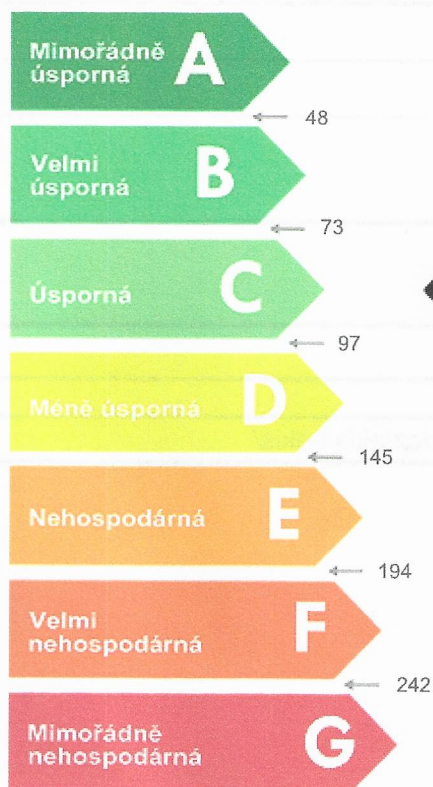 Mimořádně
úsporná A
48
Velmi
úsporná B
73
Úsporná C
97
Méně úsporná D
145
Nehospodárná E
194
Velmi
nehospodárná F
242
Mimořádně
nehospodárná G